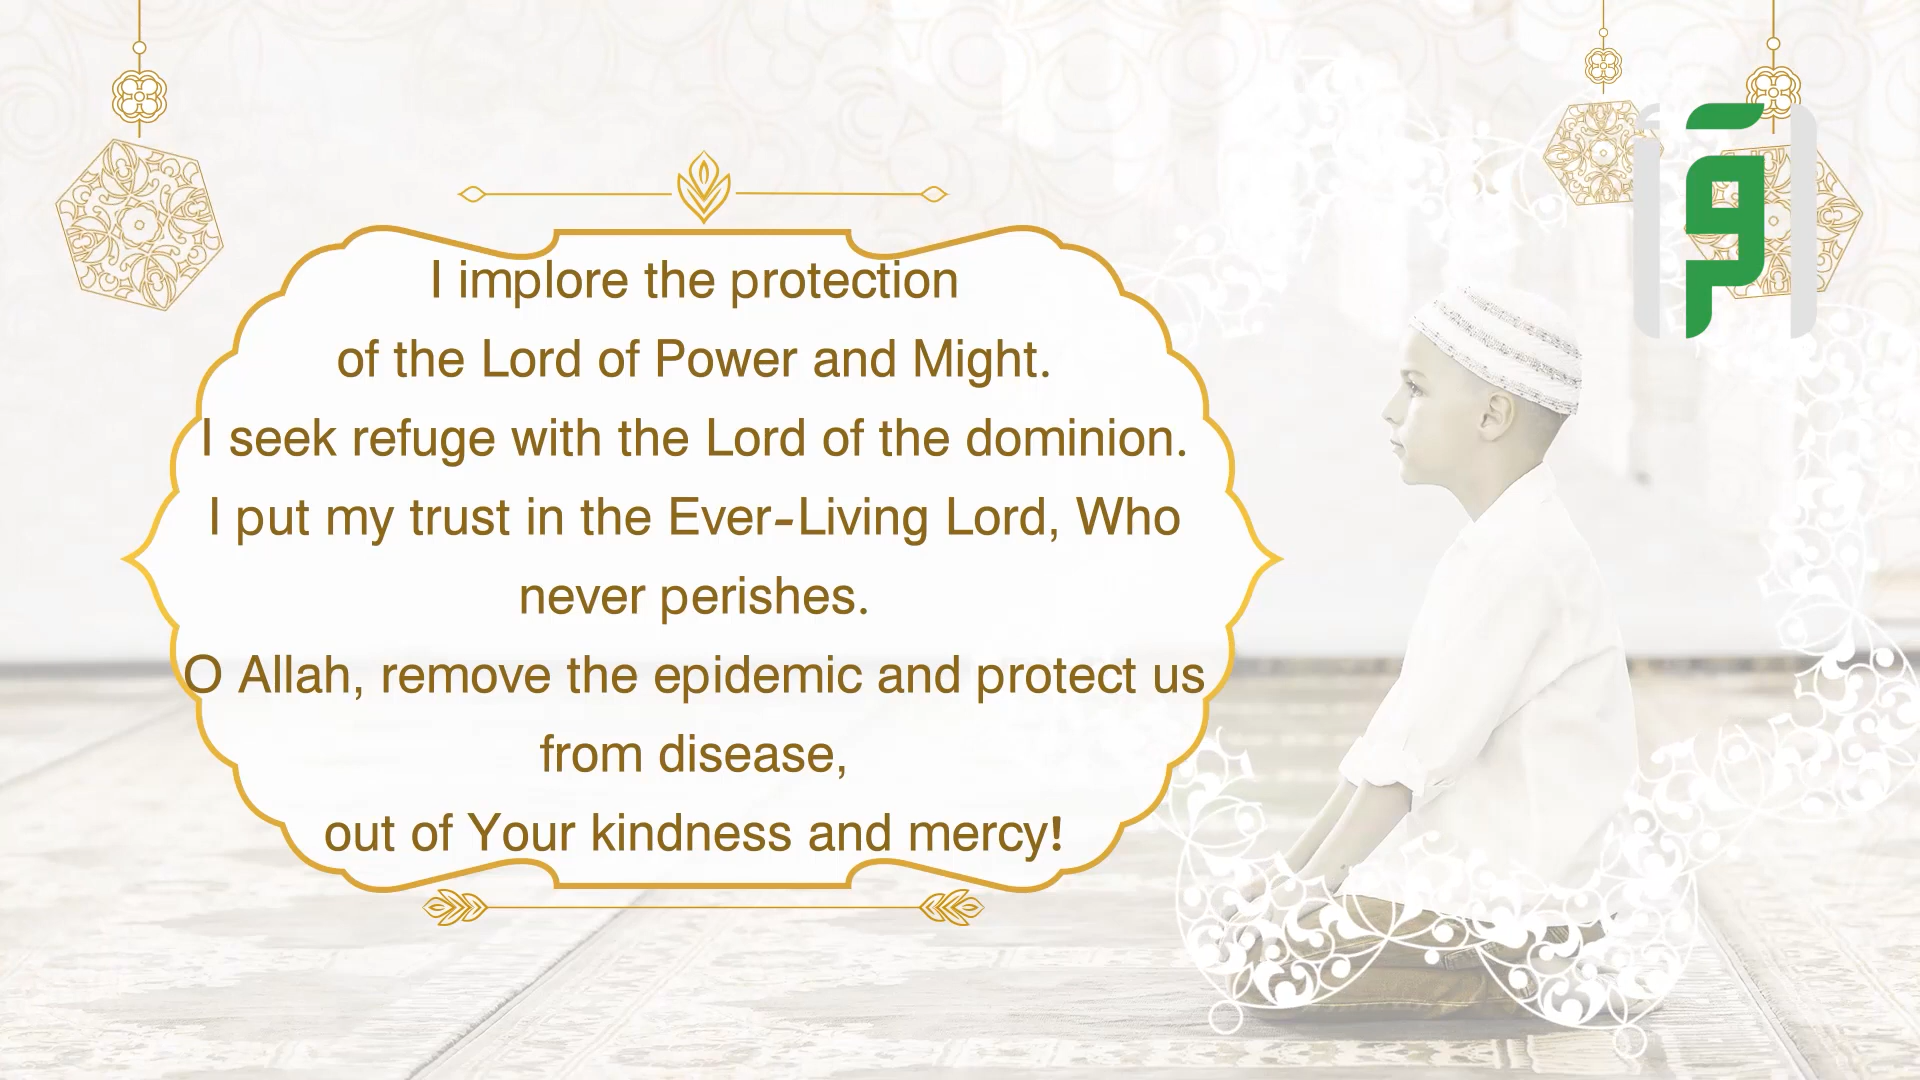 اقرأ
I implore the protection
of the Lord of Power and Might.
I seek refuge with the Lord of the dominion.
I put my trust in the Ever-Living Lord, Who
never perishes.
O Allah, remove the epidemic and protect us
from disease,
out of Your kindness and mercy!